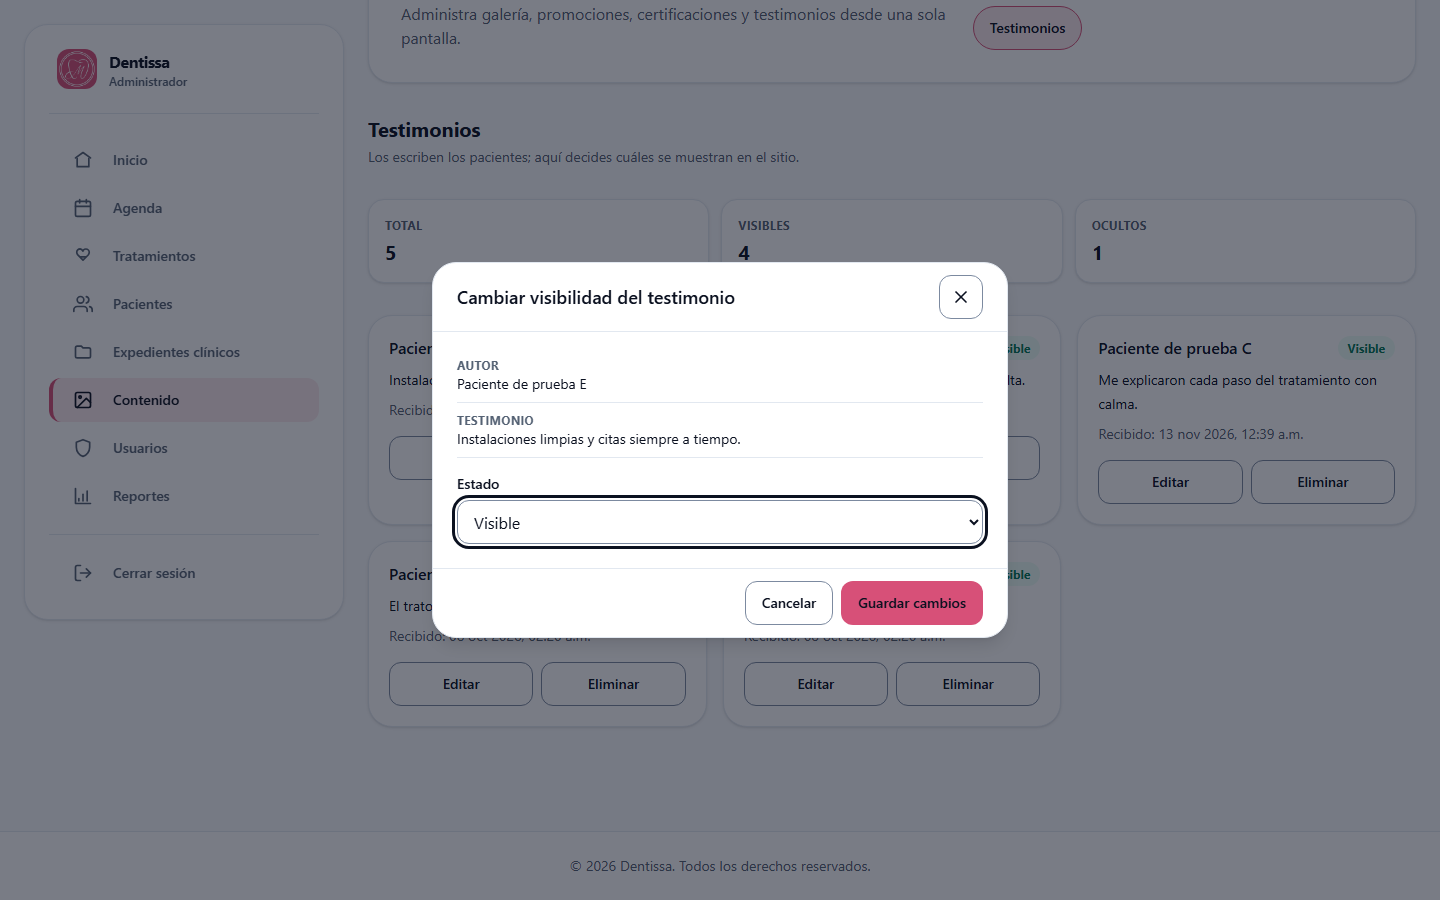 Administra galería, promociones, certificaciones y testimonios desde una sola
pantalla.
Testimonios
Dentissa
Administrador
Inicio
Agenda
Tratamientos
Pacientes
Expedientes clínicos
Contenido
Usuarios
Reportes
Cerrar sesión
Testimonios
Los escriben los pacientes; aquí decides cuáles se muestran en el sitio.
TOTAL
5
VISIBLES
4
OCULTOS
1
Cambiar visibilidad del testimonio
AUTOR
Paciente de prueba E
TESTIMONIO
Instalaciones limpias y citas siempre a tiempo.
Estado
Visible
Cancelar
Guardar cambios
Paciente de prueba C
Visible
Me explicaron cada paso del tratamiento con
calma.
Recibido: 13 nov 2026, 12:39 a.m.
Editar
Eliminar
El trato
Editar
Eliminar
Editar
Eliminar
© 2026 Dentissa. Todos los derechos reservados.